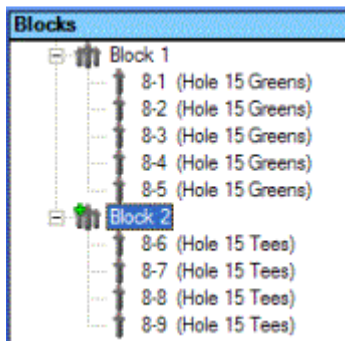 Blocks
Block 1
8-1 (Hole 15 Greens)
8-2 (Hole 15 Greens)
8-3 (Hole 15 Greens)
8-4 (Hole 15 Greens)
8-5 (Hole 15 Greens)
Block 2
8-6 (Hole 15 Tees)
8-7 (Hole 15 Tees)
8-8 (Hole 15 Tees)
8-9 (Hole 15 Tees)